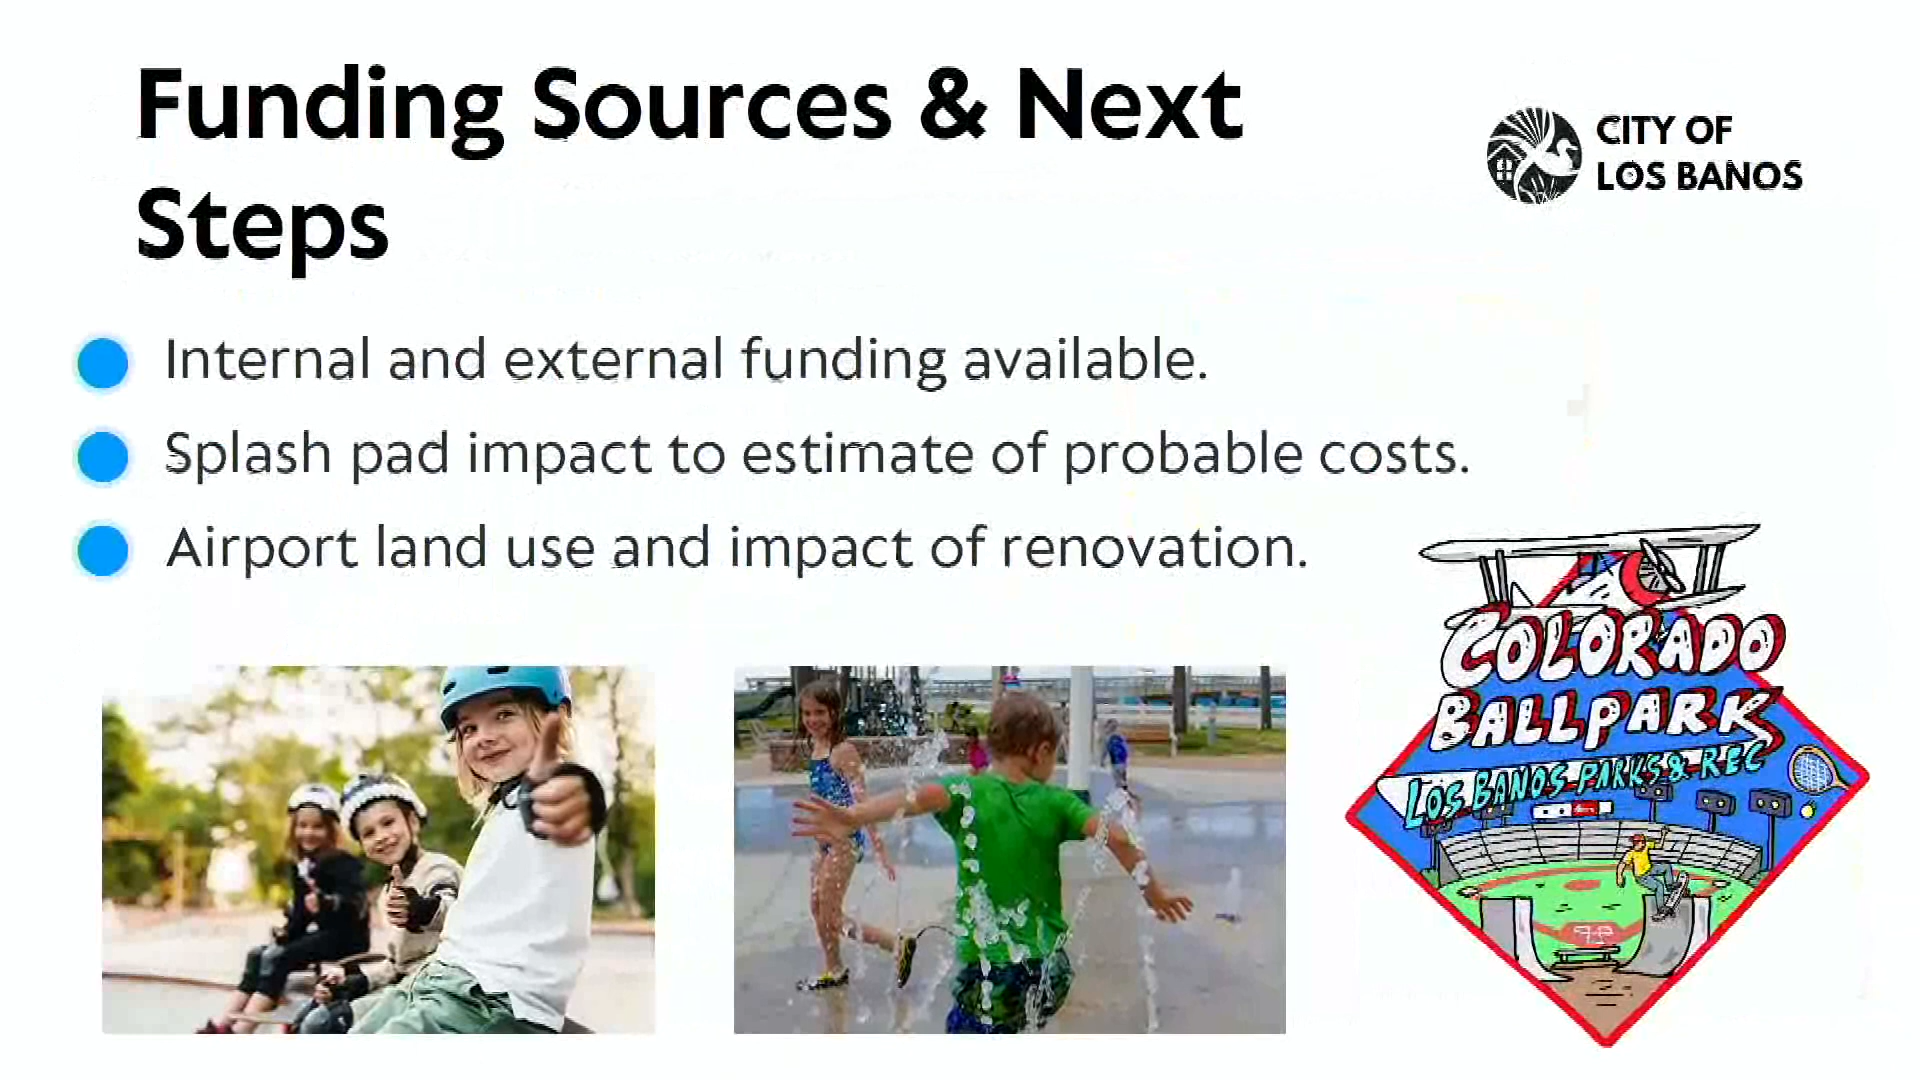 Funding Sources & Next
Steps
CITY OF
LOS BANOS
Internal and external funding available.
Splash pad impact to estimate of probable costs.
Airport land use and impact of renovation.
COLORADO
BALLPARK
LOS BANOS PARKS & REC